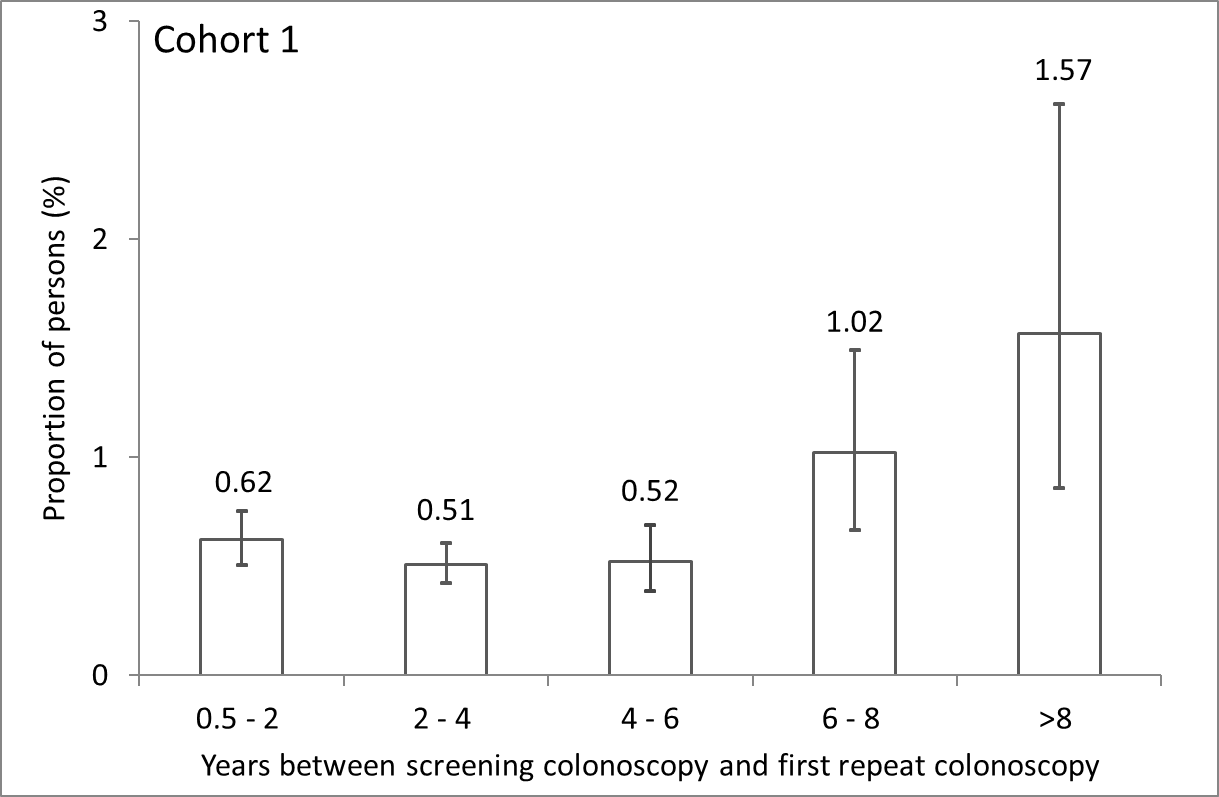 Cohort 1
Proportion of persons (%)
3
2
1
0
0.62
0.51
0.52
1.02
1.57
0.5 - 2
2 - 4
4 - 6
6 - 8
>8
Years between screening colonoscopy and first repeat colonoscopy